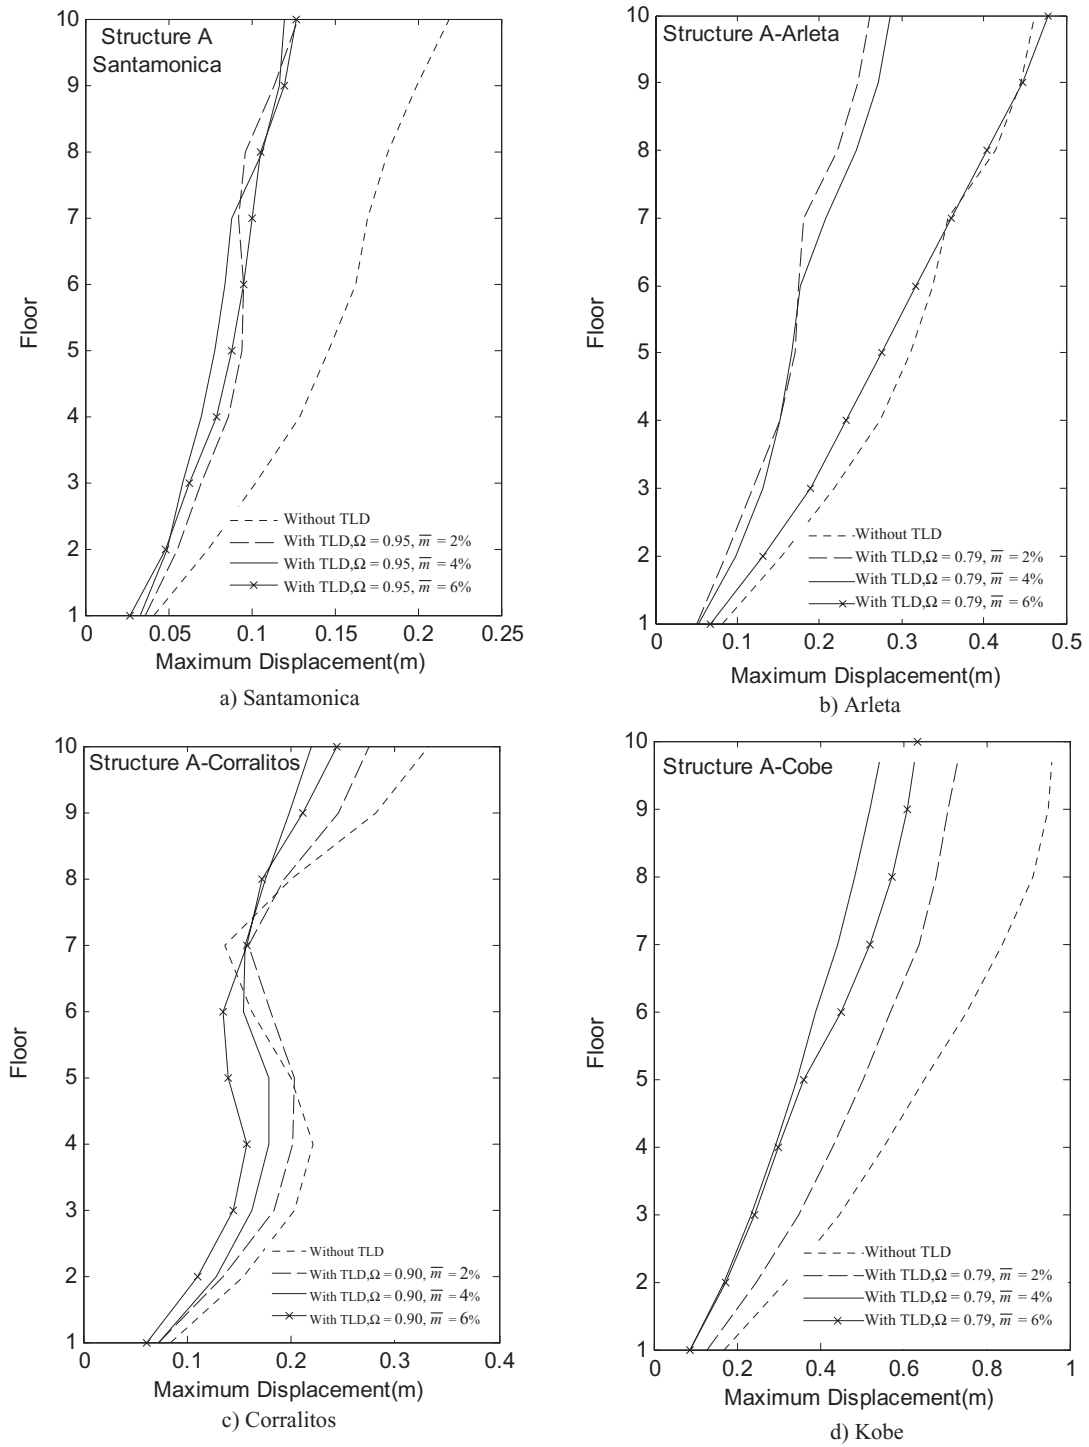 Structure A
Santamonica
10
9
8
7
6
5
4
3
2
1
Floor
Without TLD
With TLD,Ω = 0.95, m̅ = 2%
With TLD,Ω = 0.95, m̅ = 4%
With TLD,Ω = 0.95, m̅ = 6%
0 0.05 0.1 0.15 0.2 0.25
Maximum Displacement(m)
a) Santamonica
Structure A-Arleta
10
9
8
7
6
5
4
3
2
1
Floor
Without TLD
With TLD,Ω = 0.79, m̅ = 2%
With TLD,Ω = 0.79, m̅ = 4%
With TLD,Ω = 0.79, m̅ = 6%
0 0.1 0.2 0.3 0.4 0.5
Maximum Displacement(m)
b) Arleta
Structure A-Corralitos
10
9
8
7
6
5
4
3
2
1
Floor
Without TLD
With TLD,Ω = 0.90, m̅ = 2%
With TLD,Ω = 0.90, m̅ = 4%
With TLD,Ω = 0.90, m̅ = 6%
0 0.1 0.2 0.3 0.4
Maximum Displacement(m)
c) Corralitos
Structure A-Cobe
10
9
8
7
6
5
4
3
2
1
Floor
Without TLD
With TLD,Ω = 0.79, m̅ = 2%
With TLD,Ω = 0.79, m̅ = 4%
With TLD,Ω = 0.79, m̅ = 6%
0 0.2 0.4 0.6 0.8 1
Maximum Displacement(m)
d) Kobe